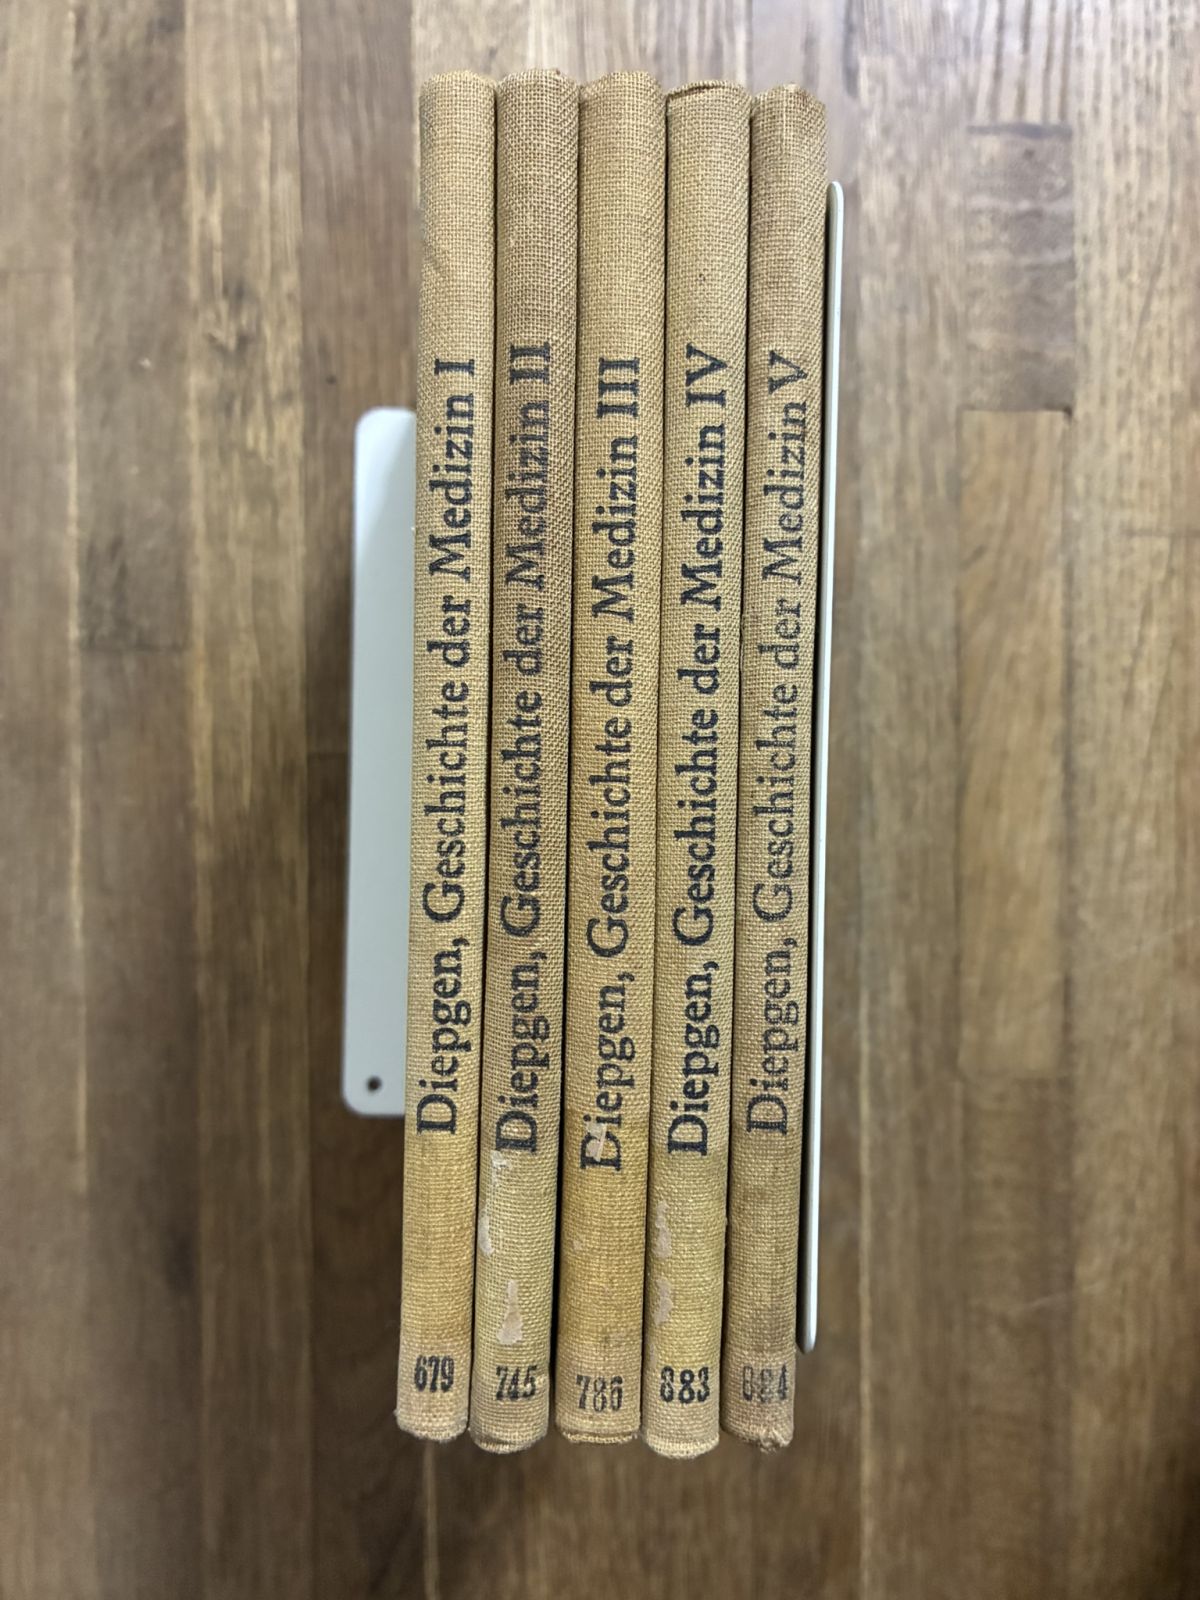 Diepgen, Geschichte der Medizin I
679
Diepgen, Geschichte der Medizin II
745
Diepgen, Geschichte der Medizin III
786
Diepgen, Geschichte der Medizin IV
883
Diepgen, Geschichte der Medizin V
884